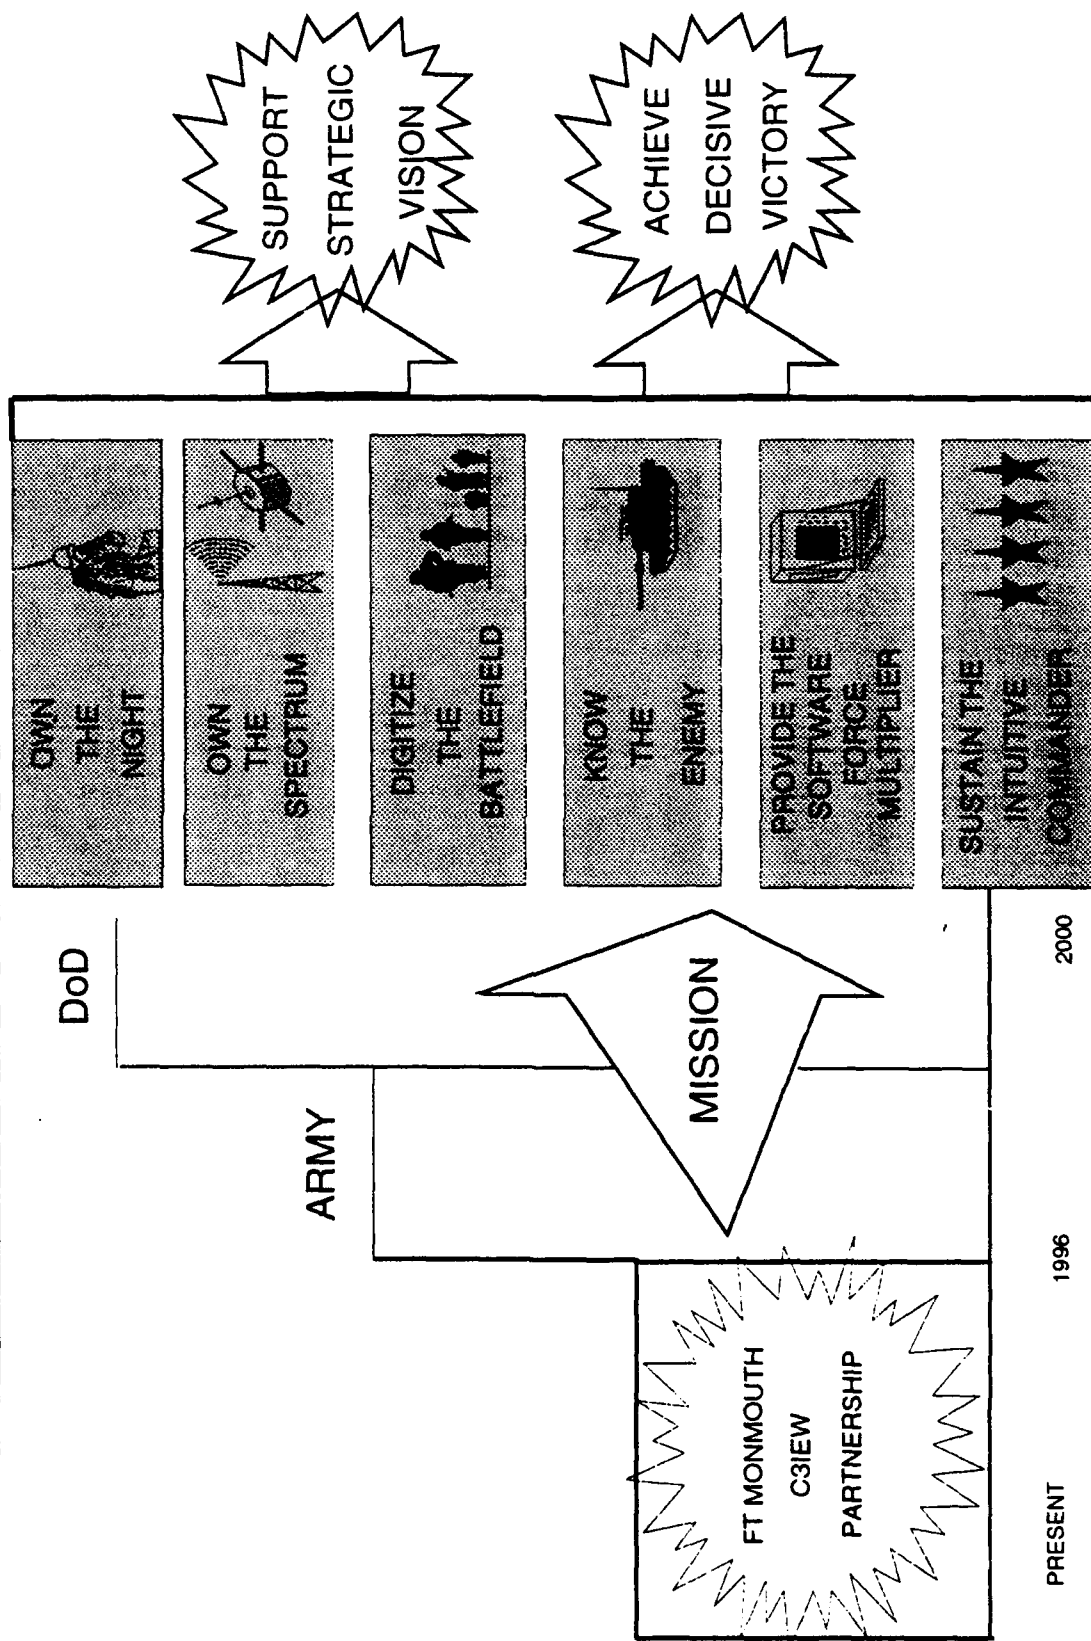 DoD
ARMY
FT MONMOUTH
C3IEW
PARTNERSHIP
MISSION
OWN
THE
NIGHT
OWN
THE
SPECTRUM
DIGITIZE
THE
BATTLEFIELD
KNOW
THE
ENEMY
PROVIDE THE
SOFTWARE
FORCE
MULTIPLIER
SUSTAIN THE
INTUITIVE
COMMANDER
SUPPORT
STRATEGIC
VISION
ACHIEVE
DECISIVE
VICTORY
PRESENT
1996
2000